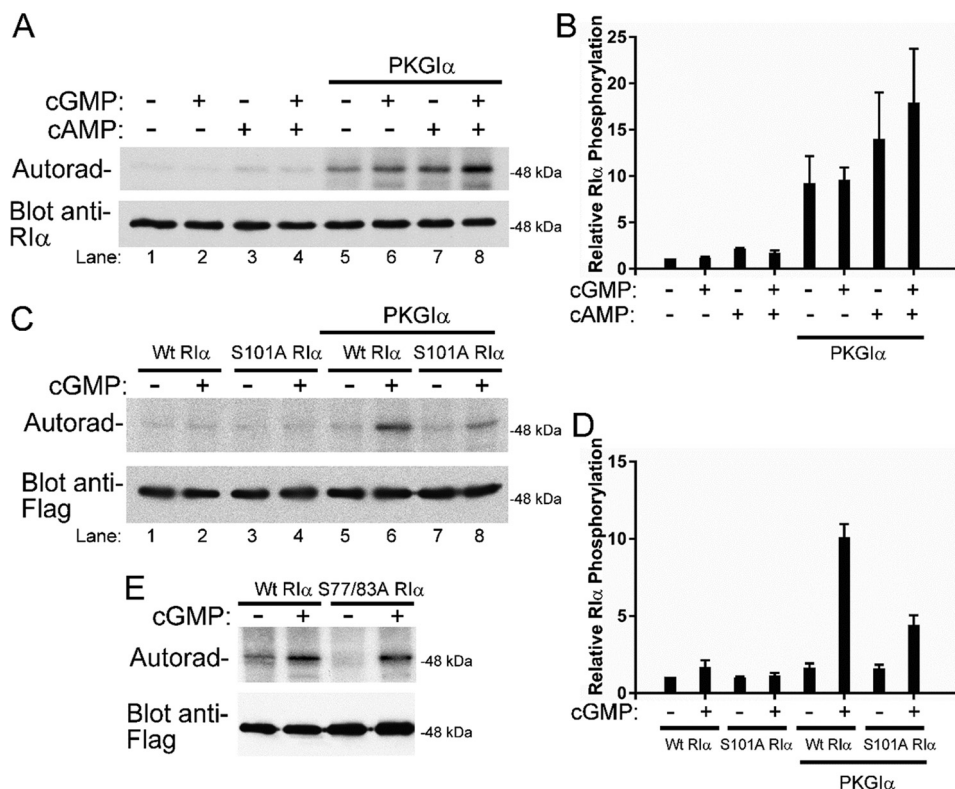 A
PKGIα
cGMP: - + - + - + - +
cAMP: - - + + - - + +
Autorad-
-48 kDa
Blot anti-
RIα
-48 kDa
Lane: 1 2 3 4 5 6 7 8
B
Relative RIα Phosphorylation
25
20
15
10
5
0
cGMP: - + - + - + - +
cAMP: - - + + - - + +
PKGIα
C
PKGIα
Wt RIα S101A RIα Wt RIα S101A RIα
cGMP: - + - + - + - +
Autorad-
-48 kDa
Blot anti-
Flag
-48 kDa
Lane: 1 2 3 4 5 6 7 8
D
Relative RIα Phosphorylation
15
10
5
0
cGMP: - + - + - + - +
Wt RIα S101A RIα Wt RIα S101A RIα
PKGIα
E
Wt RIα S77/83A RIα
cGMP: - + - +
Autorad-
-48 kDa
Blot anti-
Flag
-48 kDa